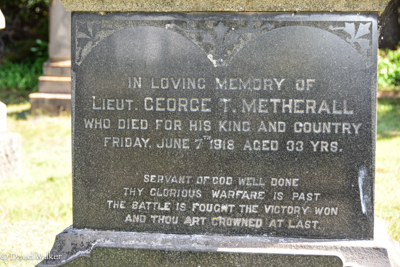 IN LOVING MEMORY OF
LIEUT. GEORGE T. METHERALL
WHO DIED FOR HIS KING AND COUNTRY
FRIDAY, JUNE 7TH 1918 AGED 33 YRS.
SERVANT OF GOD WELL DONE
THY GLORIOUS WARFARE IS PAST
THE BATTLE IS FOUGHT THE VICTORY WON
AND THOU ART CROWNED AT LAST.